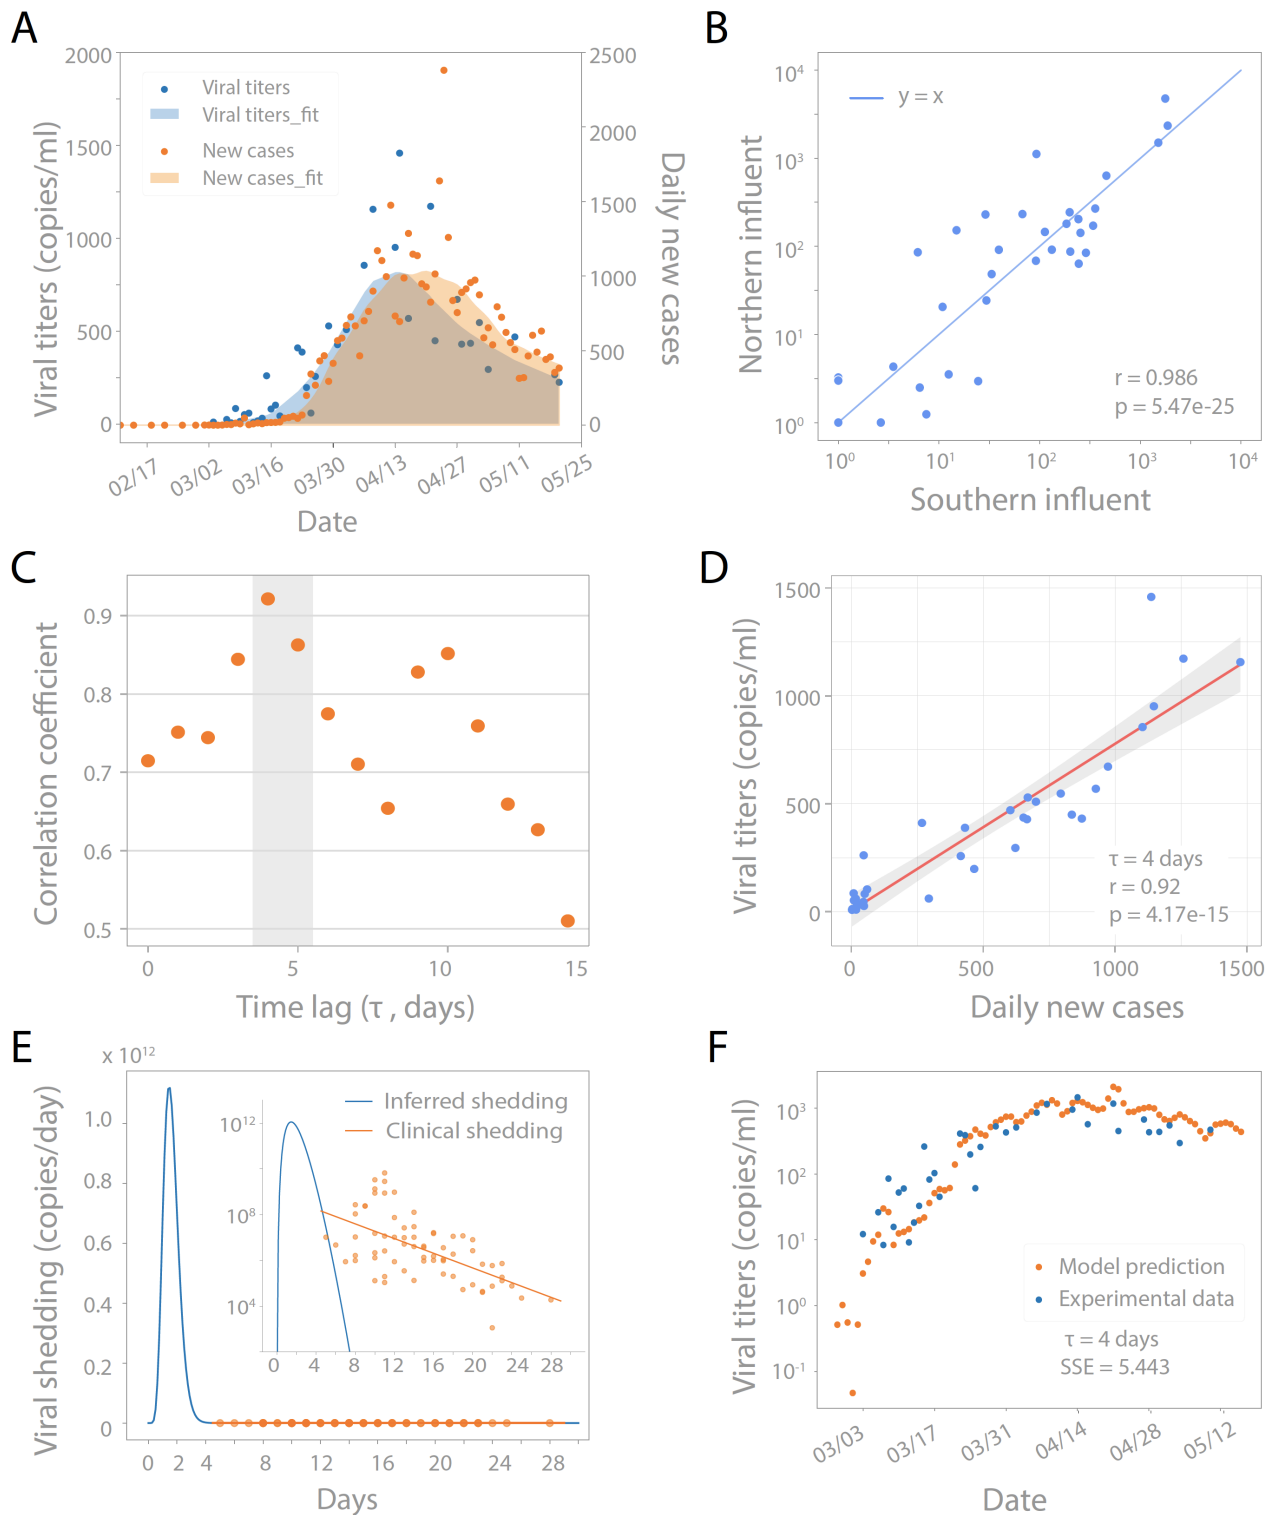 A
2000
1500
1000
500
0
2500
2000
1500
1000
500
0
Viral titers (copies/ml)
Daily new cases
Viral titers
Viral titers_fit
New cases
New cases_fit
02/17
03/02
03/16
03/30
04/13
04/27
05/11
05/25
Date
B
10⁴
10³
10²
10¹
10⁰
Northern influent
y = x
r = 0.986
p = 5.47e-25
10⁰
10¹
10²
10³
10⁴
Southern influent
C
0.9
0.8
0.7
0.6
0.5
Correlation coefficient
0
5
10
15
Time lag (τ , days)
D
1500
1000
500
0
Viral titers (copies/ml)
τ = 4 days
r = 0.92
p = 4.17e-15
0
500
1000
1500
Daily new cases
E
x 10¹²
1.0
0.8
0.6
0.4
0.2
0
Viral shedding (copies/day)
Inferred shedding
Clinical shedding
10¹²
10⁸
10⁴
0
4
8
12
16
20
24
28
0
2
4
8
12
16
20
24
28
Days
F
10³
10²
10¹
10⁰
10⁻¹
Viral titers (copies/ml)
Model prediction
Experimental data
τ = 4 days
SSE = 5.443
03/03
03/17
03/31
04/14
04/28
05/12
Date